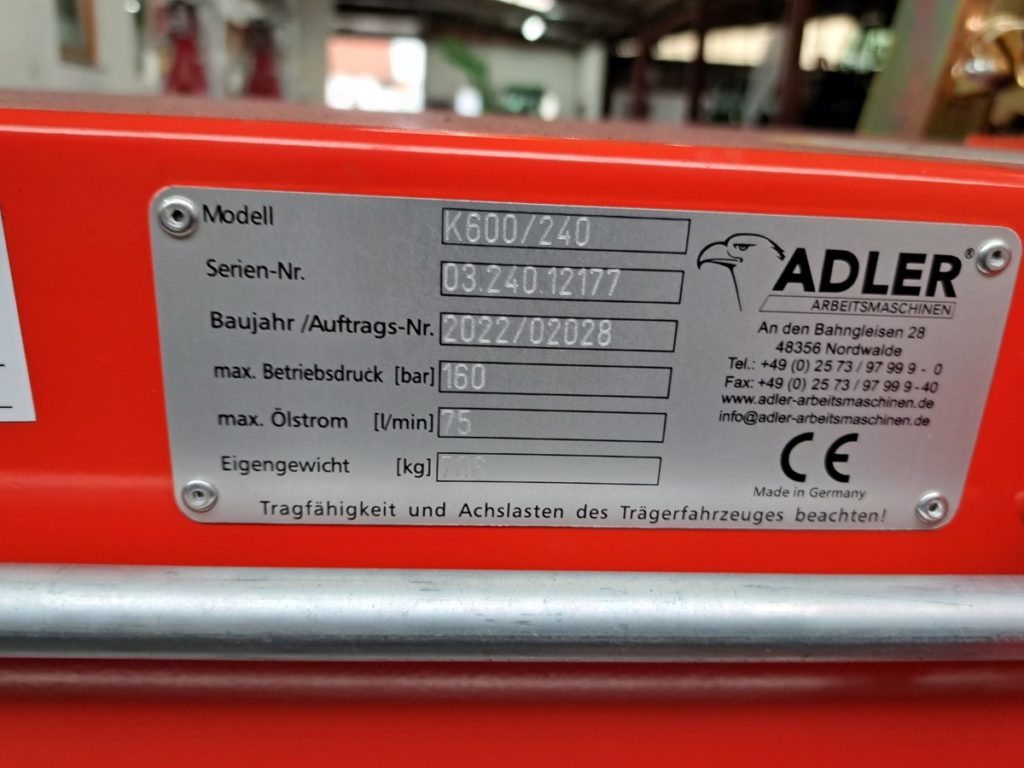 Modell K600/240
Serien-Nr. 03.240.12177
Baujahr /Auftrags-Nr. 2022/02028
max. Betriebsdruck [bar] 160
max. Ölstrom [l/min] 75
Eigengewicht [kg]
Tragfähigkeit und Achslasten des Trägerfahrzeuges beachten!
ADLER®
ARBEITSMASCHINEN
An den Bahngleisen 28
48356 Nordwalde
Tel.: +49 (0) 25 73 / 97 99 9 - 0
Fax: +49 (0) 25 73 / 97 99 9 - 40
www.adler-arbeitsmaschinen.de
info@adler-arbeitsmaschinen.de
CE
Made in Germany